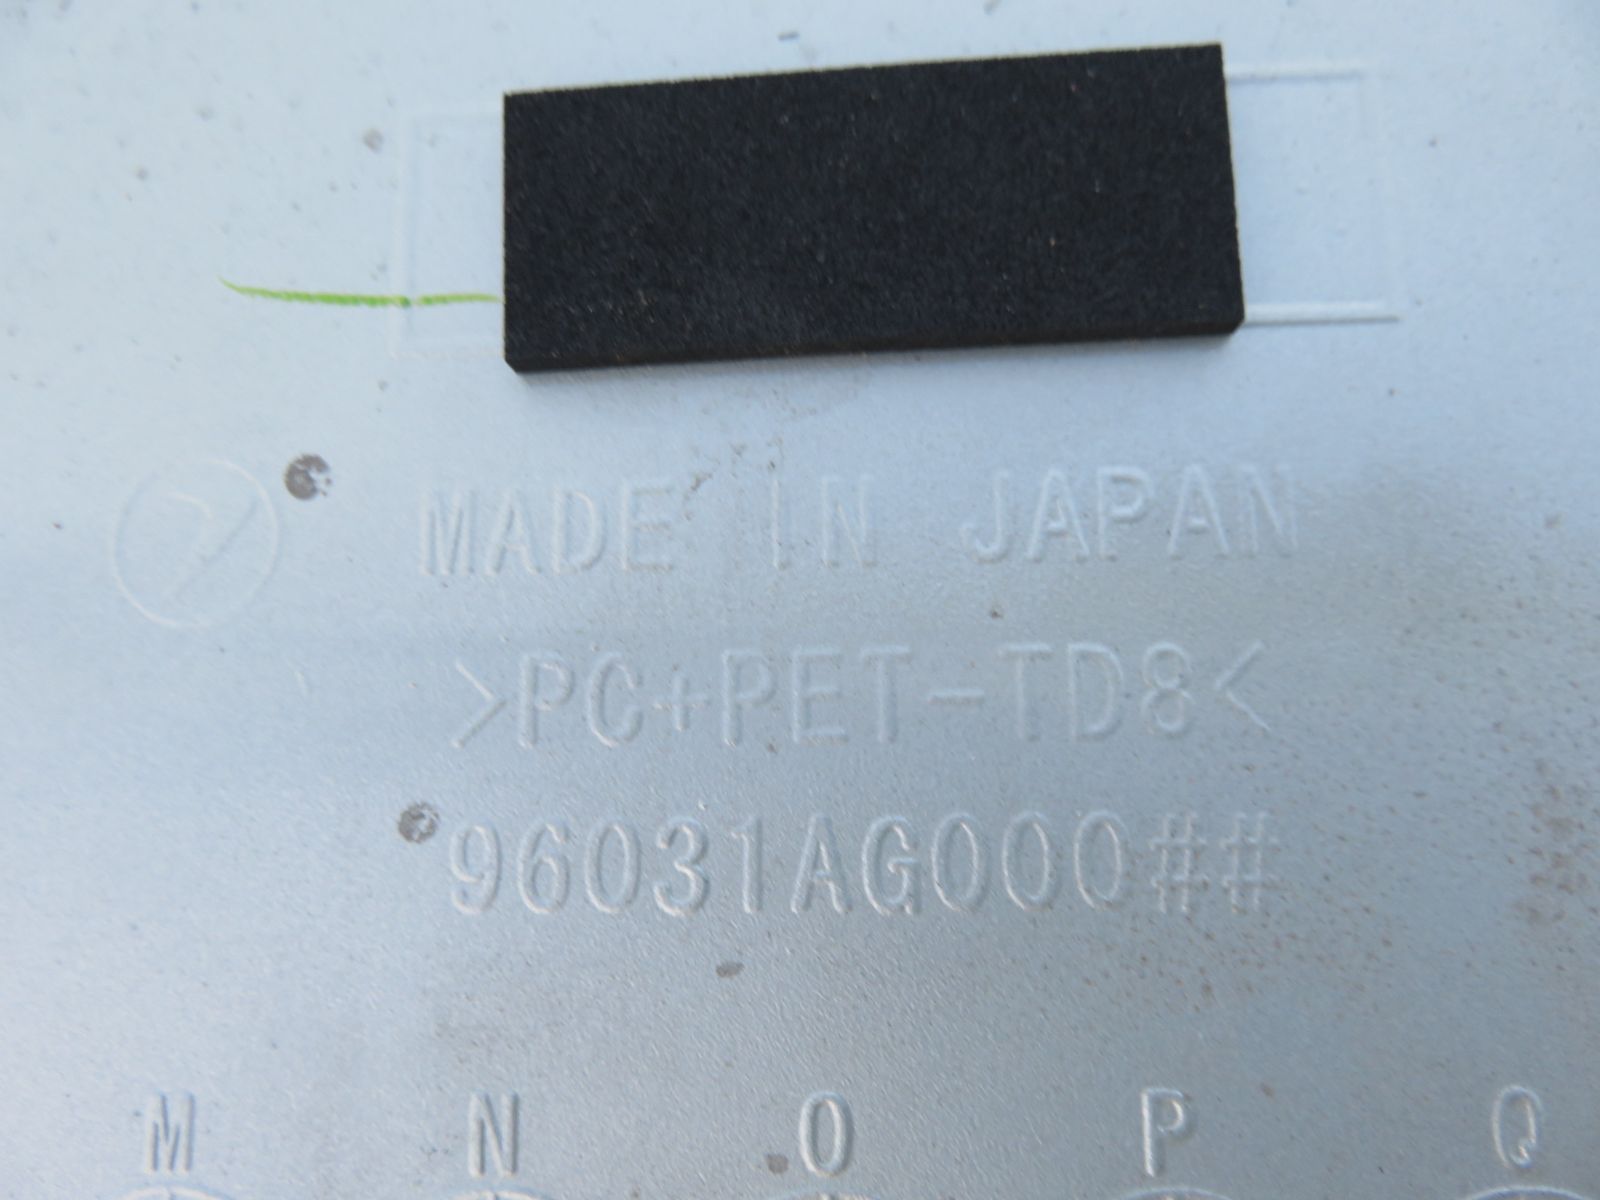 MADE IN JAPAN
>PC+PET-TD8<
96031AG000##
M N O P Q